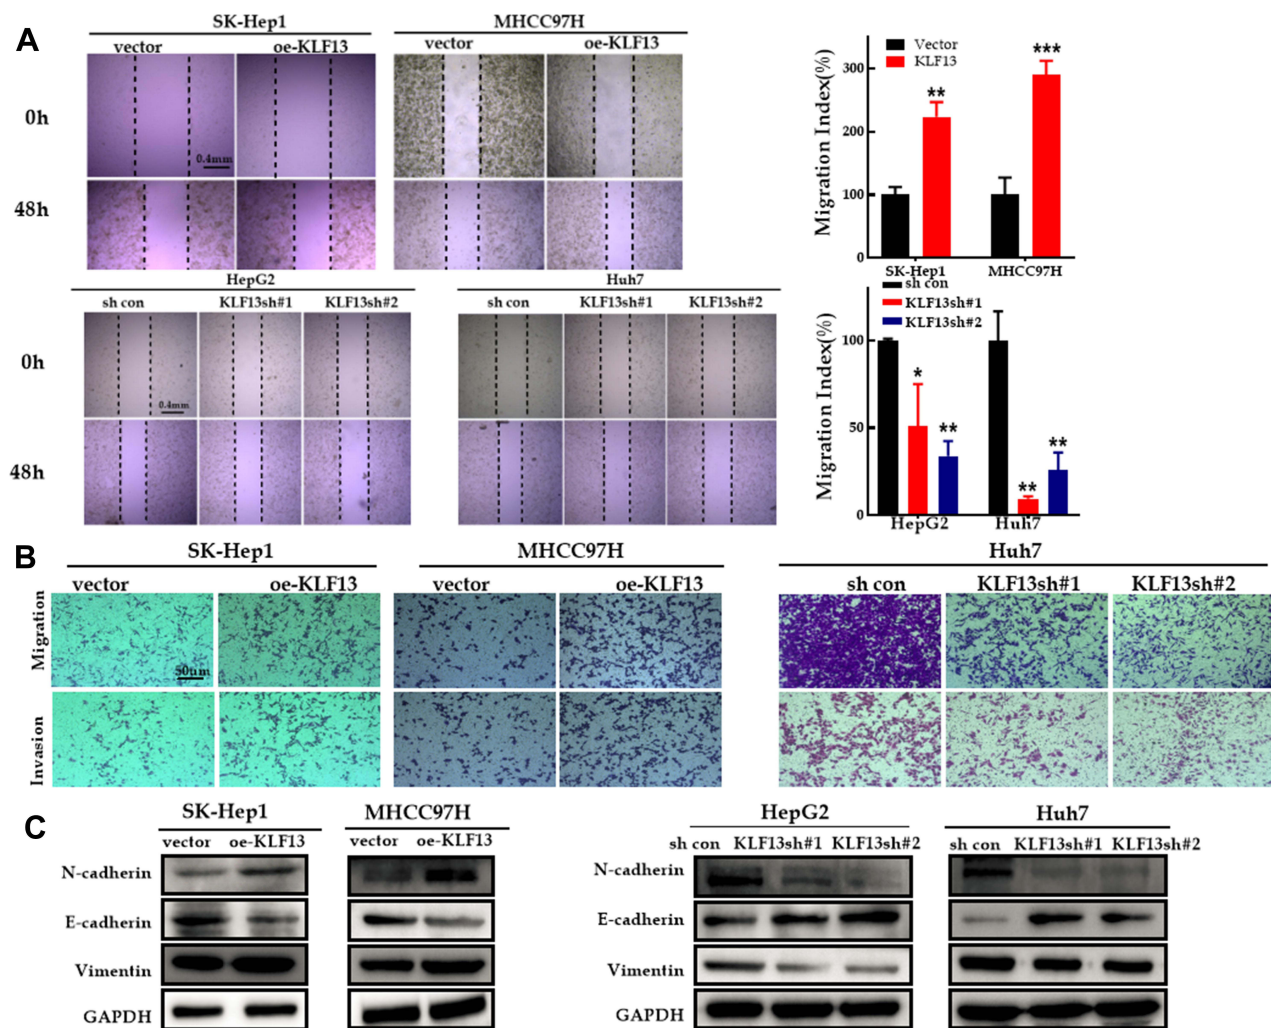 A
SK-Hep1
MHCC97H
vector
oe-KLF13
vector
oe-KLF13
0h
0.4mm
48h
HepG2
Huh7
sh con
KLF13sh#1
KLF13sh#2
sh con
KLF13sh#1
KLF13sh#2
0h
0.4mm
48h
Vector
KLF13
Migration Index(%)
300
200
100
0
**
***
SK-Hep1
MHCC97H
sh con
KLF13sh#1
KLF13sh#2
Migration Index(%)
100
50
0
*
**
**
**
HepG2
Huh7
B
SK-Hep1
MHCC97H
Huh7
vector
oe-KLF13
vector
oe-KLF13
sh con
KLF13sh#1
KLF13sh#2
Migration
50um
Invasion
C
SK-Hep1
MHCC97H
HepG2
Huh7
vector
oe-KLF13
vector
oe-KLF13
sh con
KLF13sh#1
KLF13sh#2
sh con
KLF13sh#1
KLF13sh#2
N-cadherin
E-cadherin
Vimentin
GAPDH
N-cadherin
E-cadherin
Vimentin
GAPDH